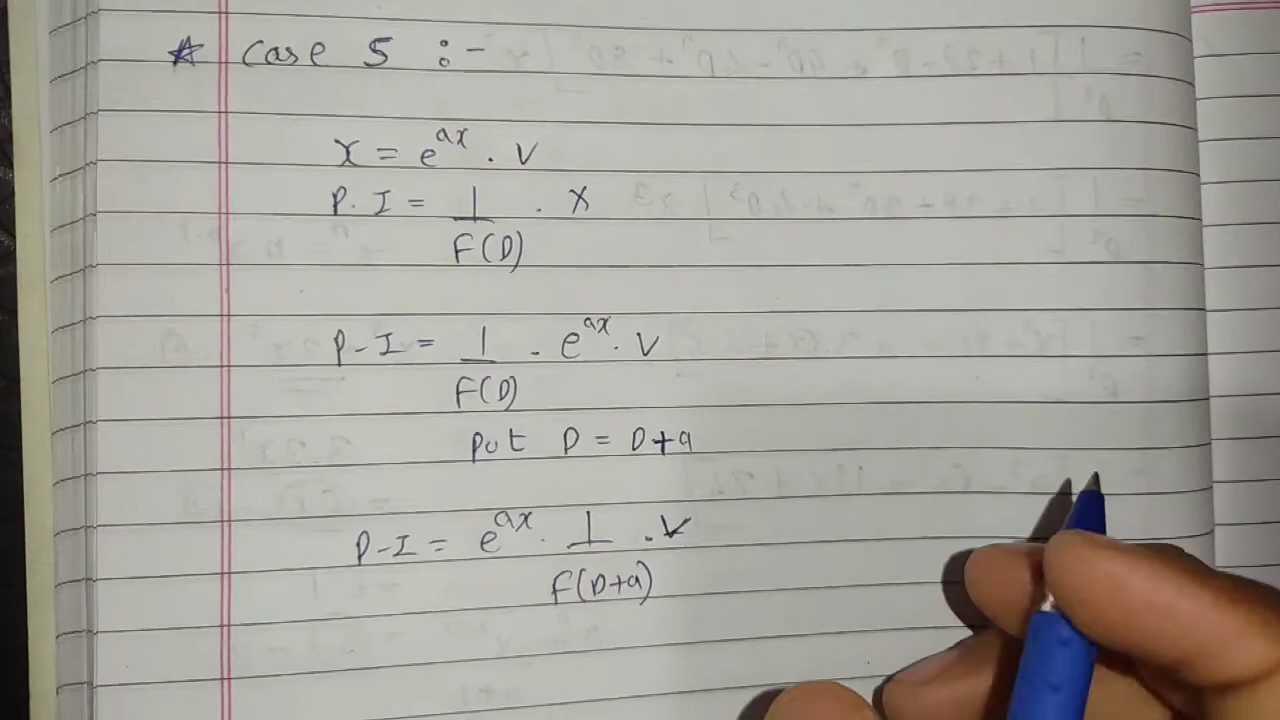 * Case 5 :-
x = e^{ax} . V
P. I = 1/F(D) . X
P-I = 1/F(D) . e^{ax} . V
put D = D+a
P-I = e^{ax} . 1/F(D+a) . V